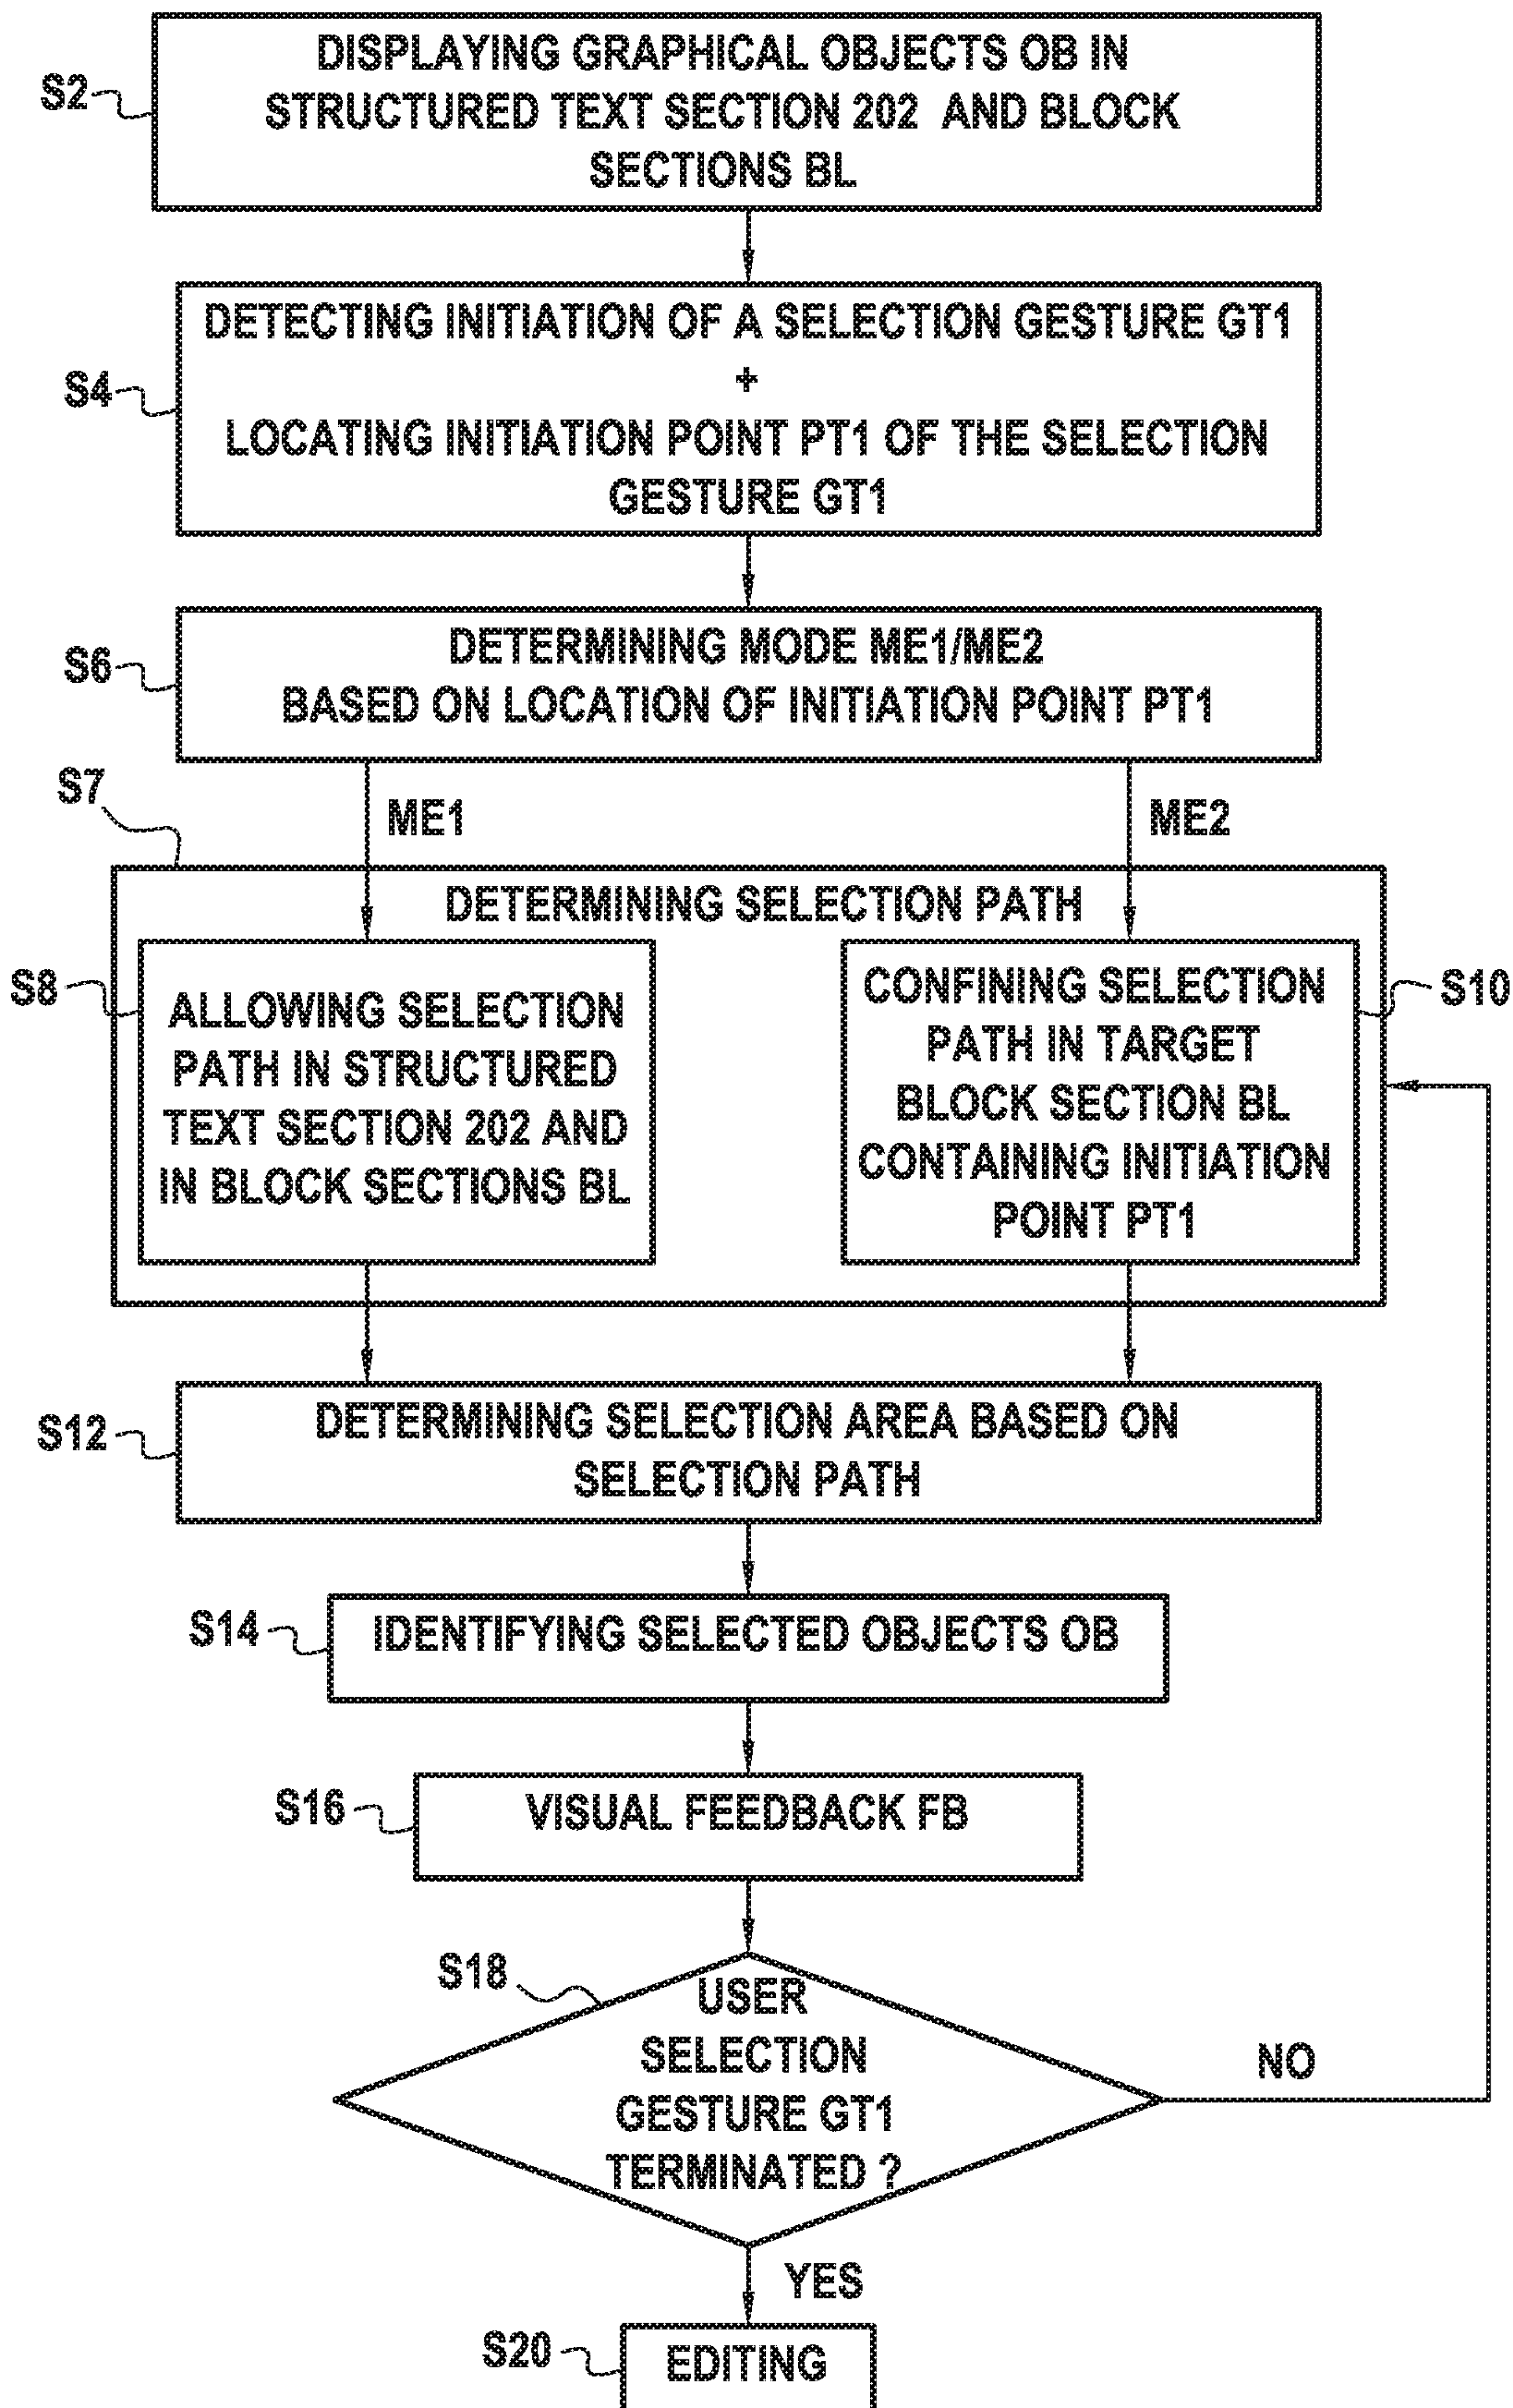 DISPLAYING GRAPHICAL OBJECTS OB IN
STRUCTURED TEXT SECTION 202 AND BLOCK
SECTIONS BL
S2
DETECTING INITIATION OF A SELECTION GESTURE GT1
+
LOCATING INITIATION POINT PT1 OF THE SELECTION
GESTURE GT1
S4
DETERMINING MODE ME1/ME2
BASED ON LOCATION OF INITIATION POINT PT1
S6
S7
ME1
ME2
DETERMINING SELECTION PATH
S8
ALLOWING SELECTION
PATH IN STRUCTURED
TEXT SECTION 202 AND
IN BLOCK SECTIONS BL
CONFINING SELECTION
PATH IN TARGET
BLOCK SECTION BL
CONTAINING INITIATION
POINT PT1
S10
S12
DETERMINING SELECTION AREA BASED ON
SELECTION PATH
S14
IDENTIFYING SELECTED OBJECTS OB
S16
VISUAL FEEDBACK FB
S18
USER
SELECTION
GESTURE GT1
TERMINATED ?
NO
YES
S20
EDITING